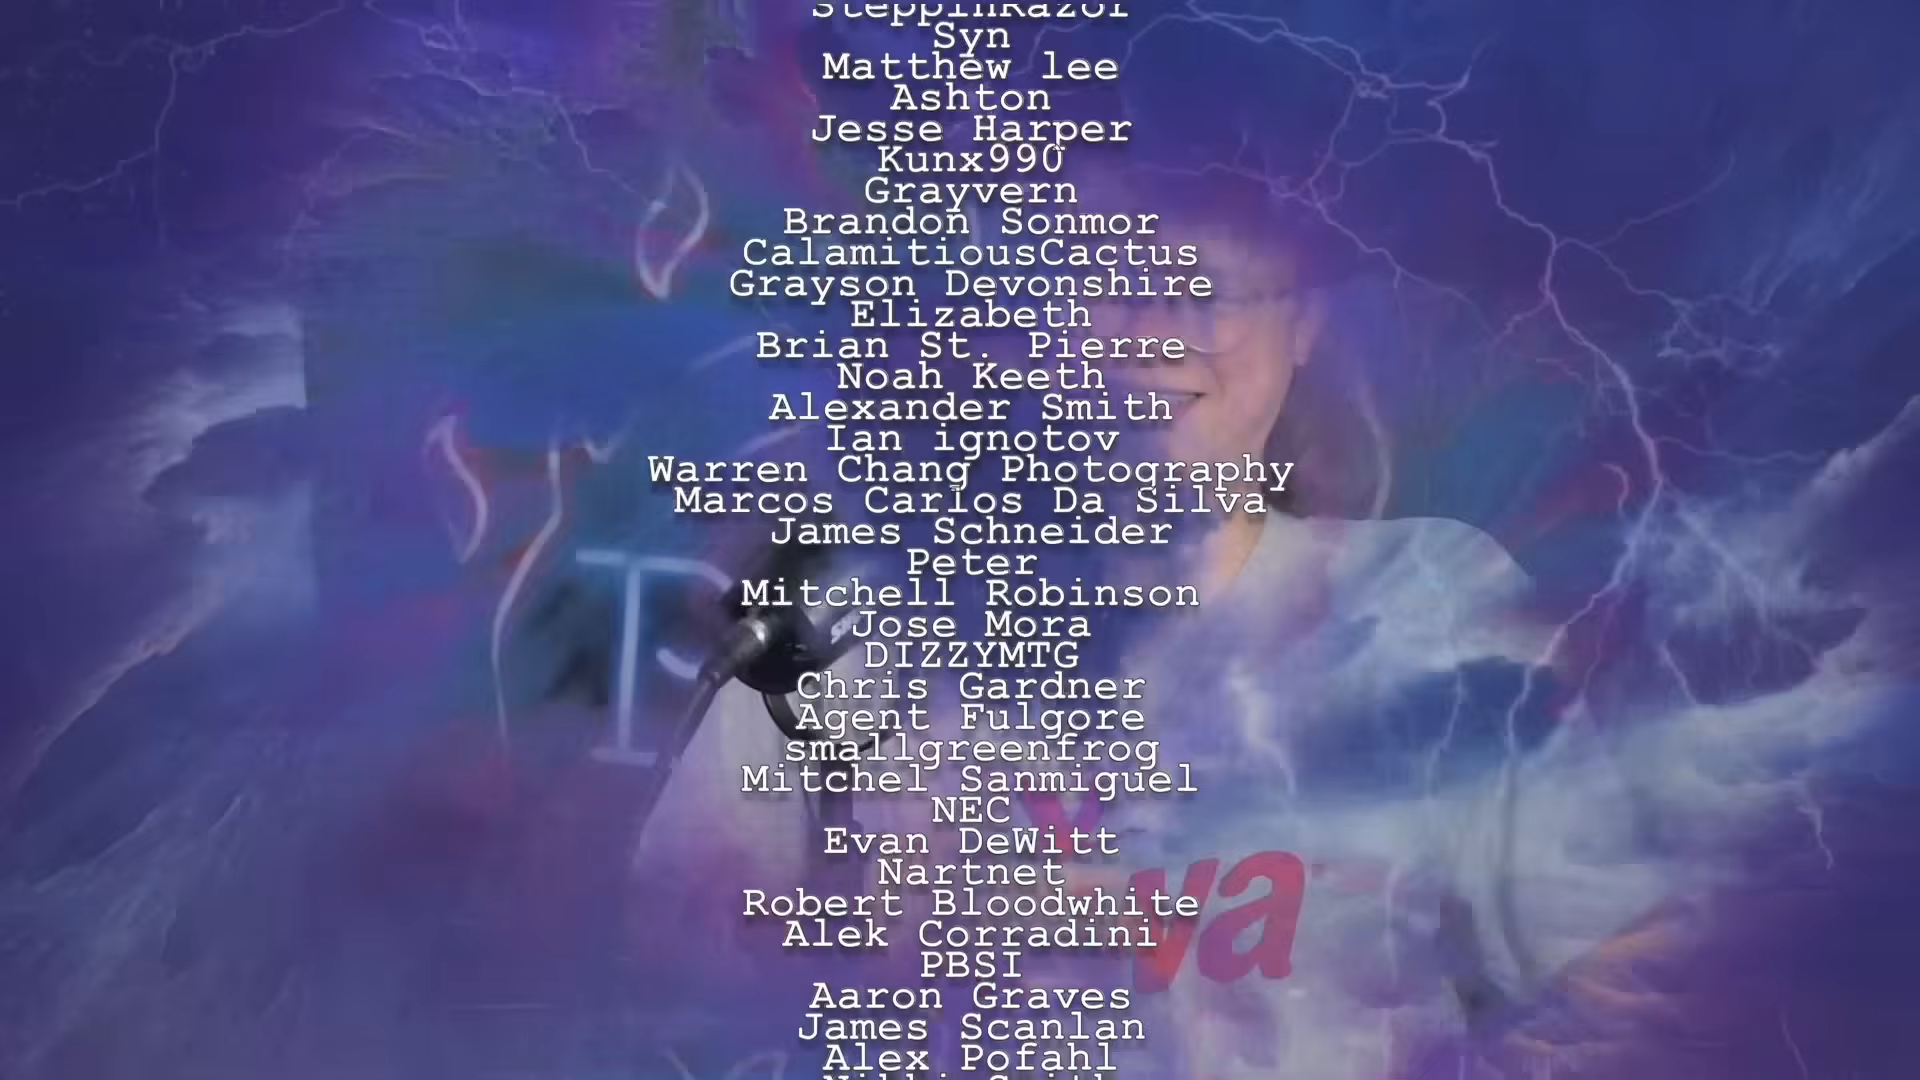 SteppinRazor
Syn
Matthew lee
Ashton
Jesse Harper
Kunx990
Grayvern
Brandon Sonmor
CalamitiousCactus
Grayson Devonshire
Elizabeth
Brian St. Pierre
Noah Keeth
Alexander Smith
Ian ignotov
Warren Chang Photography
Marcos Carlos Da Silva
James Schneider
Peter
Mitchell Robinson
Jose Mora
DIZZYMTG
Chris Gardner
Agent Fulgore
smallgreenfrog
Mitchel Sanmiguel
NEC
Evan DeWitt
Nartnet
Robert Bloodwhite
Alek Corradini
PBSI
Aaron Graves
James Scanlan
Alex Pofahl